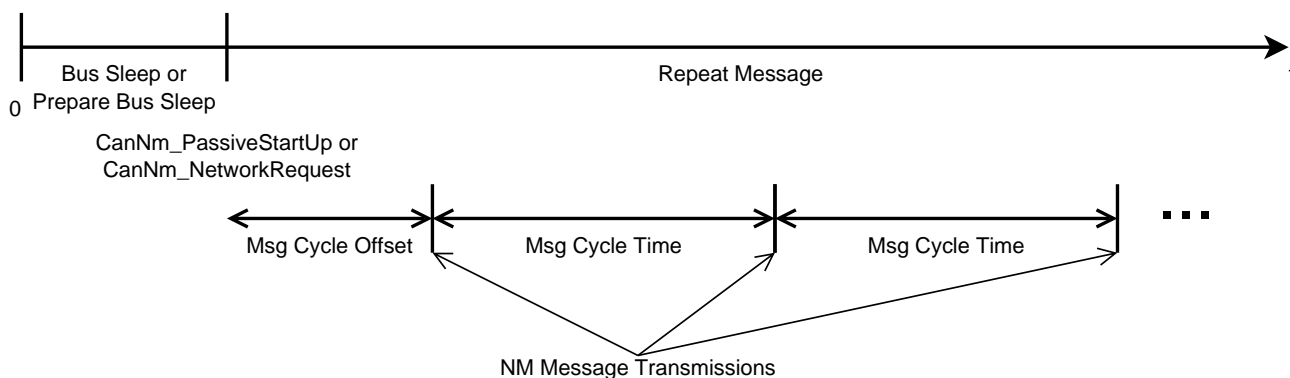 Bus Sleep or
Prepare Bus Sleep
Repeat Message
0
CanNm_PassiveStartUp or
CanNm_NetworkRequest
Msg Cycle Offset
Msg Cycle Time
Msg Cycle Time
NM Message Transmissions